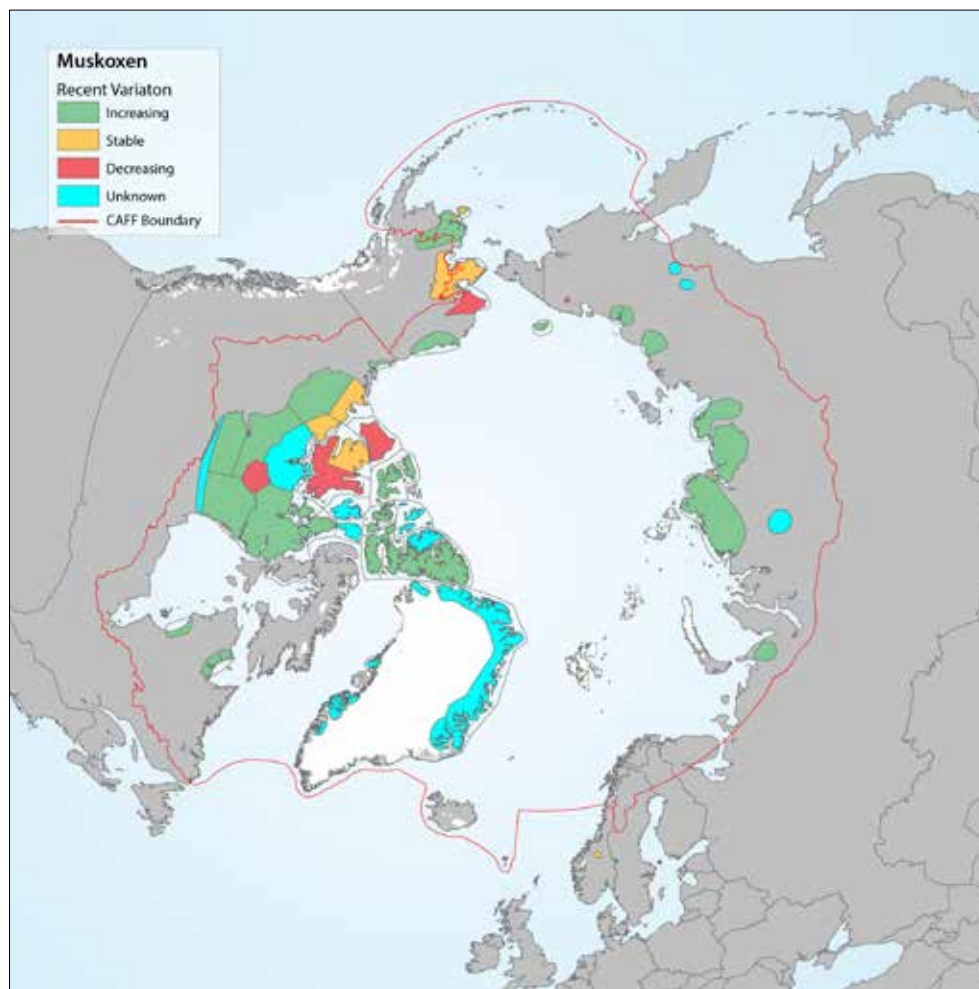 Muskoxen
Recent Variaton
Increasing
Stable
Decreasing
Unknown
CAFF Boundary